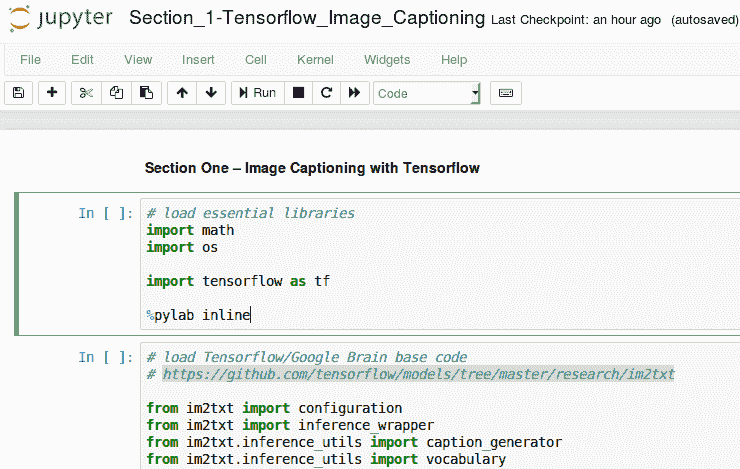 jupyter Section_1-Tensorflow_Image_Captioning Last Checkpoint: an hour ago (autosaved)
File Edit View Insert Cell Kernel Widgets Help
Run Code
Section One – Image Captioning with Tensorflow
In [ ]: # load essential libraries
import math
import os
import tensorflow as tf
%pylab inline
In [ ]: # load Tensorflow/Google Brain base code
# https://github.com/tensorflow/models/tree/master/research/im2txt
from im2txt import configuration
from im2txt import inference_wrapper
from im2txt.inference_utils import caption_generator
from im2txt.inference_utils import vocabulary